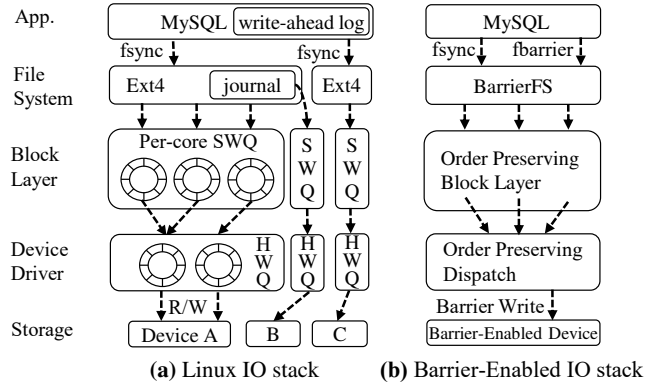 App.
MySQL write-ahead log
MySQL
fsync
fsync
fsync
fbarrier
File
System
Ext4
journal
Ext4
BarrierFS
Block
Layer
Per-core SWQ
S
W
Q
S
W
Q
Order Preserving
Block Layer
Device
Driver
H
W
Q
H
W
Q
H
W
Q
Order Preserving
Dispatch
R/W
Barrier Write
Storage
Device A
B
C
Barrier-Enabled Device
(a) Linux IO stack
(b) Barrier-Enabled IO stack